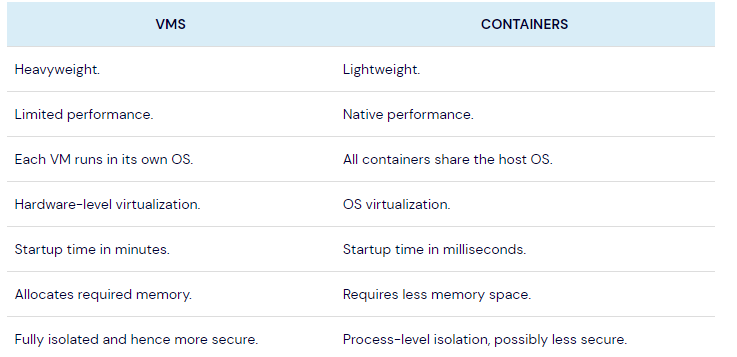 VMS CONTAINERS
Heavyweight. Lightweight.
Limited performance. Native performance.
Each VM runs in its own OS. All containers share the host OS.
Hardware-level virtualization. OS virtualization.
Startup time in minutes. Startup time in milliseconds.
Allocates required memory. Requires less memory space.
Fully isolated and hence more secure. Process-level isolation, possibly less secure.